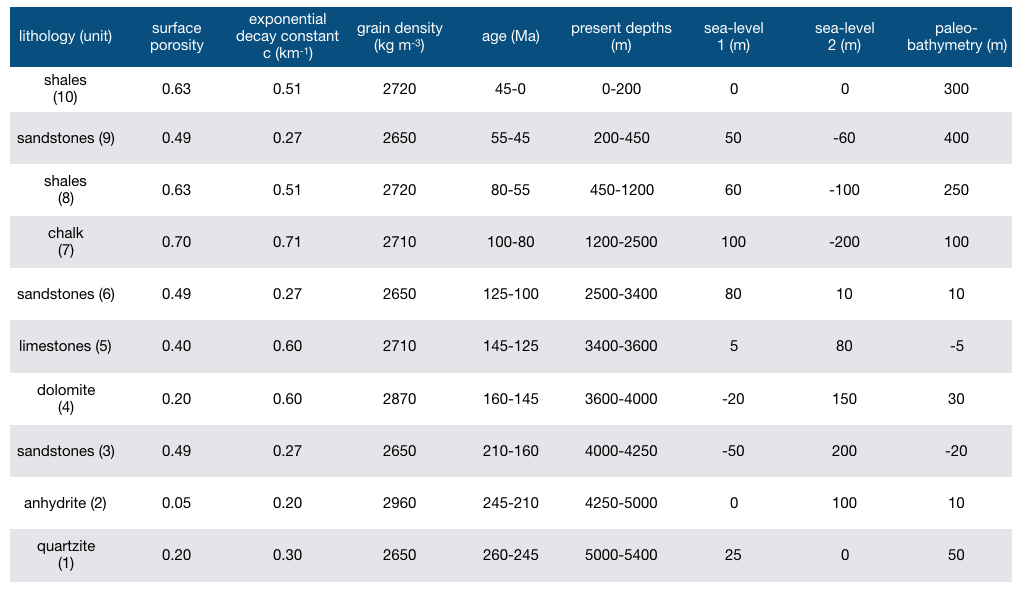 lithology (unit) surface porosity exponential decay constant c (km-1) grain density (kg m-3) age (Ma) present depths (m) sea-level 1 (m) sea-level 2 (m) paleo-bathymetry (m)
shales (10) 0.63 0.51 2720 45-0 0-200 0 0 300
sandstones (9) 0.49 0.27 2650 55-45 200-450 50 -60 400
shales (8) 0.63 0.51 2720 80-55 450-1200 60 -100 250
chalk (7) 0.70 0.71 2710 100-80 1200-2500 100 -200 100
sandstones (6) 0.49 0.27 2650 125-100 2500-3400 80 10 10
limestones (5) 0.40 0.60 2710 145-125 3400-3600 5 80 -5
dolomite (4) 0.20 0.60 2870 160-145 3600-4000 -20 150 30
sandstones (3) 0.49 0.27 2650 210-160 4000-4250 -50 200 -20
anhydrite (2) 0.05 0.20 2960 245-210 4250-5000 0 100 10
quartzite (1) 0.20 0.30 2650 260-245 5000-5400 25 0 50